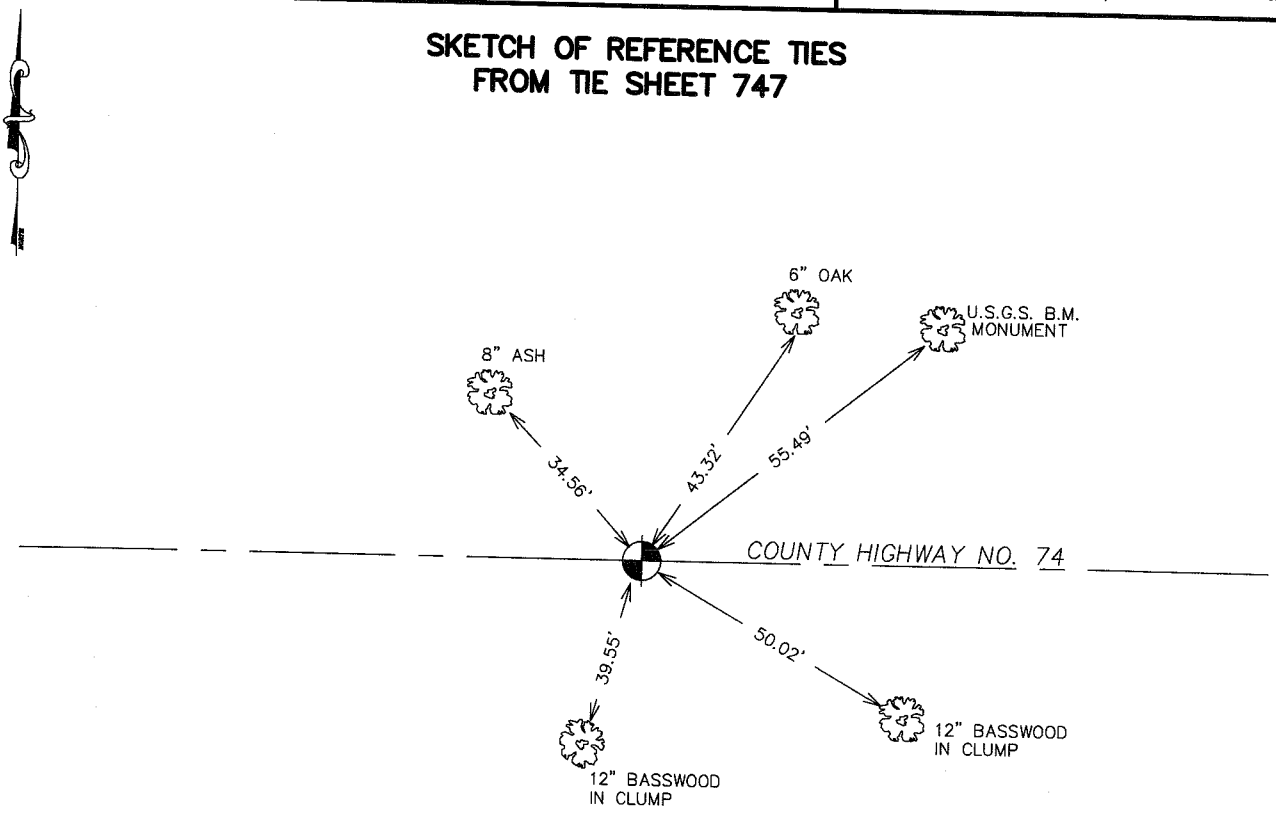 SKETCH OF REFERENCE TIES
FROM TIE SHEET 747
6" OAK
U.S.G.S. B.M.
MONUMENT
8" ASH
34.56'
43.32'
55.49'
COUNTY HIGHWAY NO. 74
39.55'
50.02'
12" BASSWOOD
IN CLUMP
12" BASSWOOD
IN CLUMP